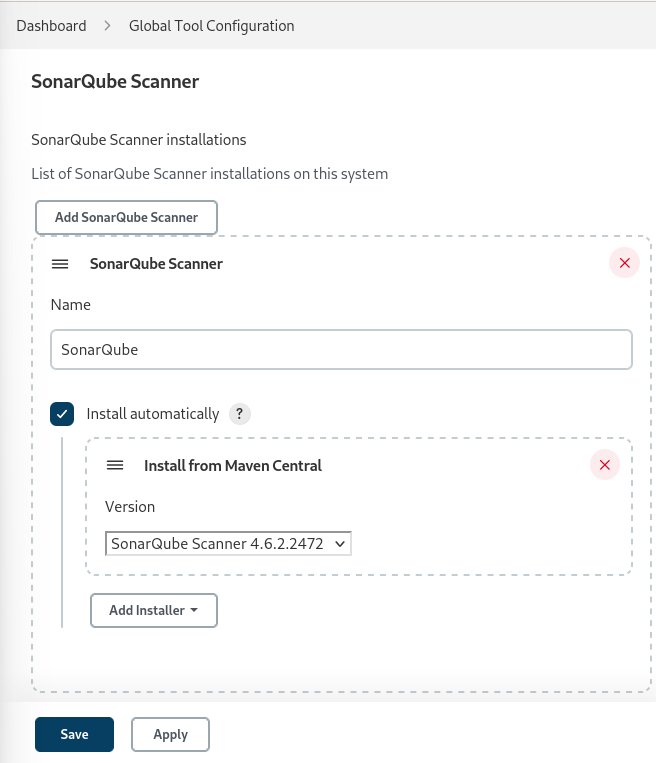 Dashboard > Global Tool Configuration
SonarQube Scanner
SonarQube Scanner installations
List of SonarQube Scanner installations on this system
Add SonarQube Scanner
SonarQube Scanner
Name
SonarQube
Install automatically ?
Install from Maven Central
Version
SonarQube Scanner 4.6.2.2472
Add Installer
Save Apply